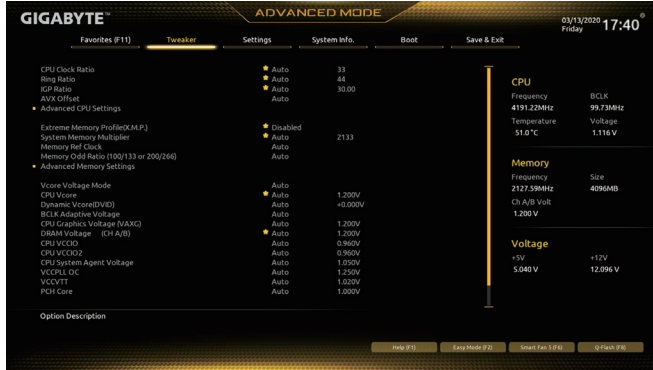 GIGABYTE™
ADVANCED MODE
03/13/2020
Friday
17:40
Favorites (F11) Tweaker Settings System Info. Boot Save & Exit
CPU Clock Ratio Auto 33
Ring Ratio Auto 44
IGP Ratio Auto 30.00
AVX Offset Auto
Advanced CPU Settings
Extreme Memory Profile(X.M.P.) Disabled
System Memory Multiplier Auto 2133
Memory Ref Clock Auto
Memory Odd Ratio (100/133 or 200/266) Auto
Advanced Memory Settings
Vcore Voltage Mode Auto
CPU Vcore Auto 1.200V
Dynamic Vcore(DVID) Auto +0.000V
BCLK Adaptive Voltage Auto
CPU Graphics Voltage (VAXG) Auto 1.200V
DRAM Voltage (CH A/B) Auto 1.200V
CPU VCCIO Auto 0.960V
CPU VCCIO2 Auto 0.960V
CPU System Agent Voltage Auto 1.050V
VCCPLL OC Auto 1.250V
VCCVTT Auto 1.020V
PCH Core Auto 1.000V
Option Description
CPU
Frequency BCLK
4191.22MHz 99.73MHz
Temperature Voltage
51.0 °C 1.116 V
Memory
Frequency Size
2127.59MHz 4096MB
Ch A/B Volt
1.200 V
Voltage
+5V +12V
5.040 V 12.096 V
Help (F1) Easy Mode (F2) Smart Fan 5 (F6) Q-Flash (F8)